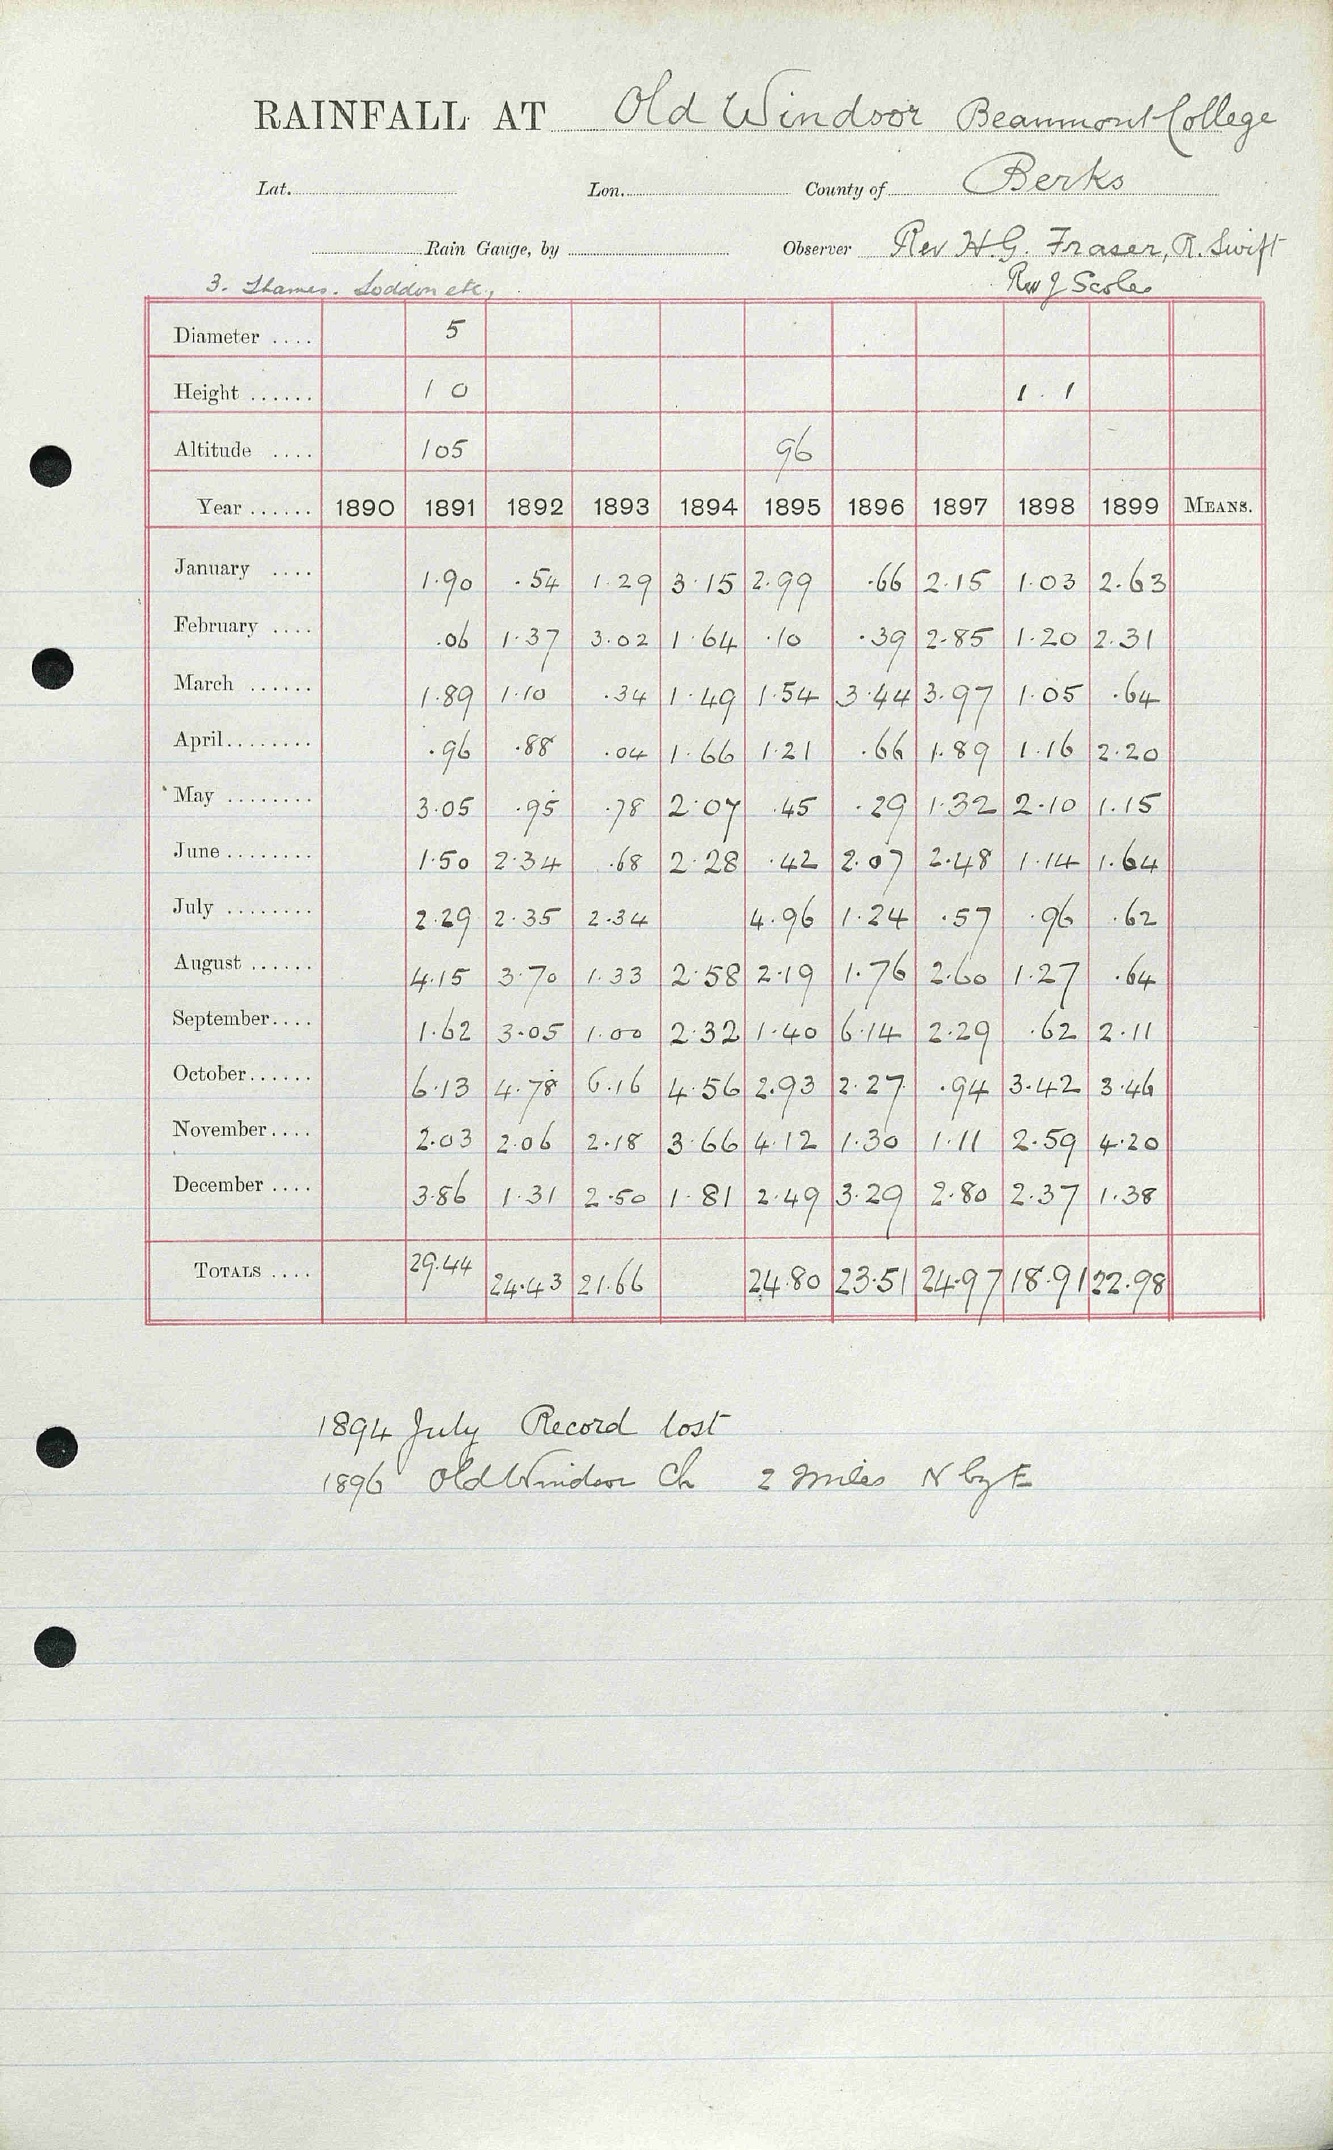 RAINFALL AT Old Windsor Beaumont College
Lat. Lon. County of Berks
Rain Gauge, by Observer Rev H.G. Fraser, R. Swift
3. Thames. Loddon etc, Rev J Scoles
Diameter .... 5
Height ...... 1 0 1 . 1
Altitude .... 105 96
Year ...... 1890 1891 1892 1893 1894 1895 1896 1897 1898 1899 MEANS.
January .... 1.90 .54 1.29 3.15 2.99 .66 2.15 1.03 2.63
February .... .06 1.37 3.02 1.64 .10 .39 2.85 1.20 2.31
March ...... 1.89 1.10 .34 1.49 1.54 3.44 3.97 1.05 .64
April........ .96 .88 .04 1.66 1.21 .66 1.89 1.16 2.20
May ........ 3.05 .95 .78 2.07 .45 .29 1.32 2.10 1.15
June ........ 1.50 2.34 .68 2.28 .42 2.07 2.48 1.14 1.64
July ........ 2.29 2.35 2.34 4.96 1.24 .57 .96 .62
August ...... 4.15 3.70 1.33 2.58 2.19 1.76 2.60 1.27 .64
September.... 1.62 3.05 1.00 2.32 1.40 6.14 2.29 .62 2.11
October...... 6.13 4.78 6.16 4.56 2.93 2.27 .94 3.42 3.46
November.... 2.03 2.06 2.18 3.66 4.12 1.30 1.11 2.59 4.20
December .... 3.86 1.31 2.50 1.81 2.49 3.29 2.80 2.37 1.38
TOTALS .... 29.44 24.43 21.66 24.80 23.51 24.97 18.91 22.98
1894 July Record lost
1896 Old Windsor Ch 2 miles N by E